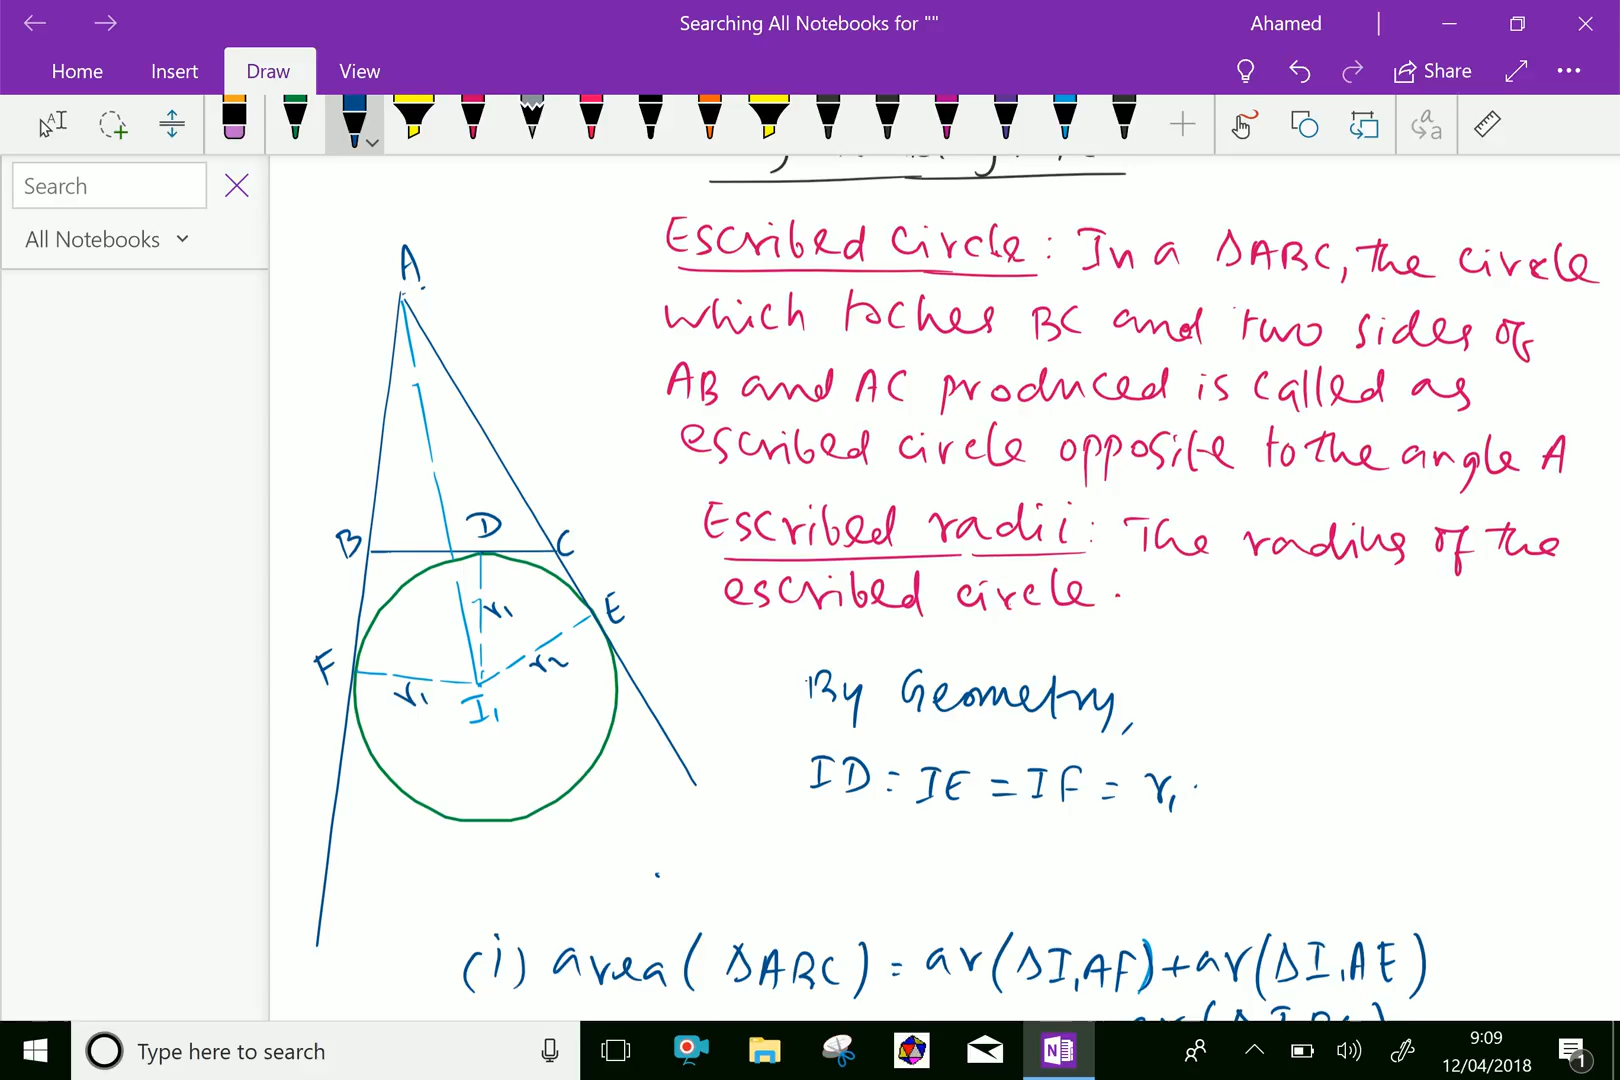 Searching All Notebooks for ""
Ahamed
Home Insert Draw View
Share
Search
All Notebooks
Escribed circle: In a ΔABC, the circle
which toches BC and two sides of
AB and AC produced is called as
escribed circle opposite to the angle A
Escribed radii: The radius of the
escribed circle.
A
B D C
r₁ E
F r₂
r₁ I₁
By Geometry,
ID = IE = IF = r₁.
(i) area(ΔABC) = ar(ΔI₁AF) + ar(ΔI₁AE)
Type here to search
9:09
12/04/2018
1